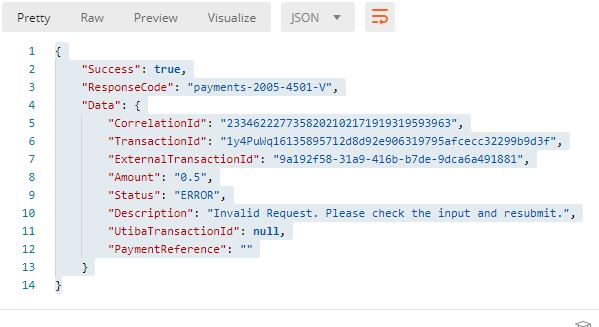 Pretty Raw Preview Visualize JSON
1 {
2 "Success": true,
3 "ResponseCode": "payments-2005-4501-V",
4 "Data": {
5 "CorrelationId": "2334622277358202102171919319593963",
6 "TransactionId": "1y4PuWq16135895712d8d92e906319795afcecc32299b9d3f",
7 "ExternalTransactionId": "9a192f58-31a9-416b-b7de-9dca6a491881",
8 "Amount": "0.5",
9 "Status": "ERROR",
10 "Description": "Invalid Request. Please check the input and resubmit.",
11 "UtibaTransactionId": null,
12 "PaymentReference": ""
13 }
14 }